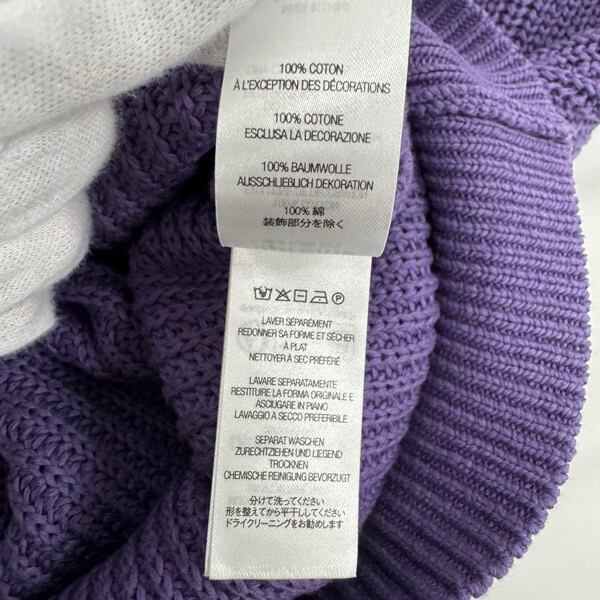 100% COTON
À L'EXCEPTION DES DÉCORATIONS
100% COTONE
ESCLUSA LA DECORAZIONE
100% BAUMWOLLE
AUSSCHLIEßLICH DEKORATION
100% 綿
装飾部分を除く
LAVER SÉPARÉMENT
REDONNER SA FORME ET SÉCHER
À PLAT
NETTOYER À SEC PRÉFÉRÉ
LAVARE SEPARATAMENTE
RESTITUIRE LA FORMA ORIGINALE E
ASCIUGARE IN PIANO
LAVAGGIO A SECCO PREFERIBILE
SEPARAT WASCHEN
ZURECHTZIEHEN UND LIEGEND
TROCKNEN
CHEMISCHE REINIGUNG BEVORZUGT
分けて洗ってください
形を整えてから平干ししてください
ドライクリーニングをお勧めします